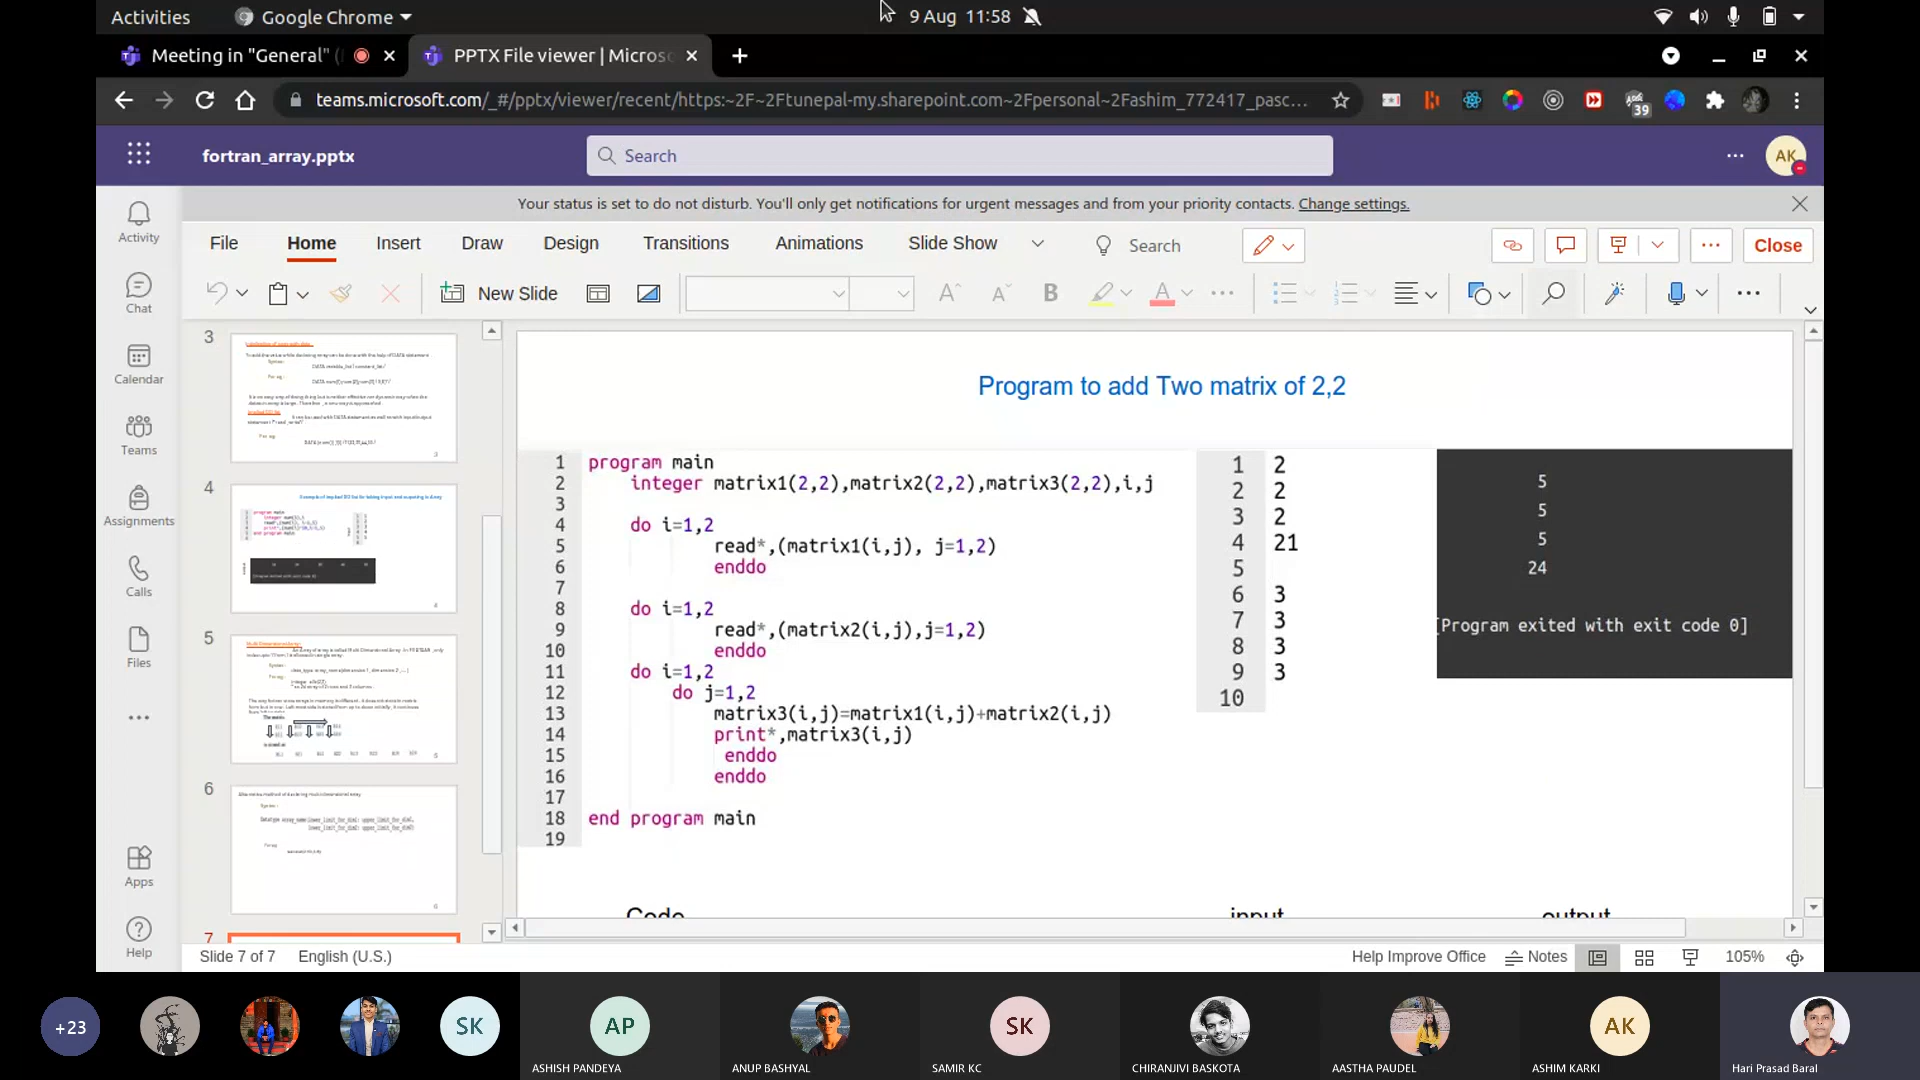 Activities
Google Chrome
9 Aug 11:58
Meeting in "General" (
PPTX File viewer | Micros
teams.microsoft.com/_#/pptx/viewer/recent/https:~2F~2Ftunepal-my.sharepoint.com~2Fpersonal~2Fashim_772417_pasc...
39
fortran_array.pptx
Search
AK
Your status is set to do not disturb. You'll only get notifications for urgent messages and from your priority contacts. Change settings.
File
Home
Insert
Draw
Design
Transitions
Animations
Slide Show
Search
Close
New Slide
Activity
Chat
Calendar
Teams
Assignments
Calls
Files
Apps
Help
3
4
5
6
7
Program to add Two matrix of 2,2
1 program main
2 integer matrix1(2,2),matrix2(2,2),matrix3(2,2),i,j
3
4 do i=1,2
5 read*,(matrix1(i,j), j=1,2)
6 enddo
7
8 do i=1,2
9 read*,(matrix2(i,j),j=1,2)
10 enddo
11 do i=1,2
12 do j=1,2
13 matrix3(i,j)=matrix1(i,j)+matrix2(i,j)
14 print*,matrix3(i,j)
15 enddo
16 enddo
17
18 end program main
19
1 2
2 2
3 2
4 21
5
6 3
7 3
8 3
9 3
10
5
5
5
24
[Program exited with exit code 0]
Code
input
output
Slide 7 of 7
English (U.S.)
Help Improve Office
Notes
105%
+23
SK
AP
SK
AK
ASHISH PANDEYA
ANUP BASHYAL
SAMIR KC
CHIRANJIVI BASKOTA
AASTHA PAUDEL
ASHIM KARKI
Hari Prasad Baral